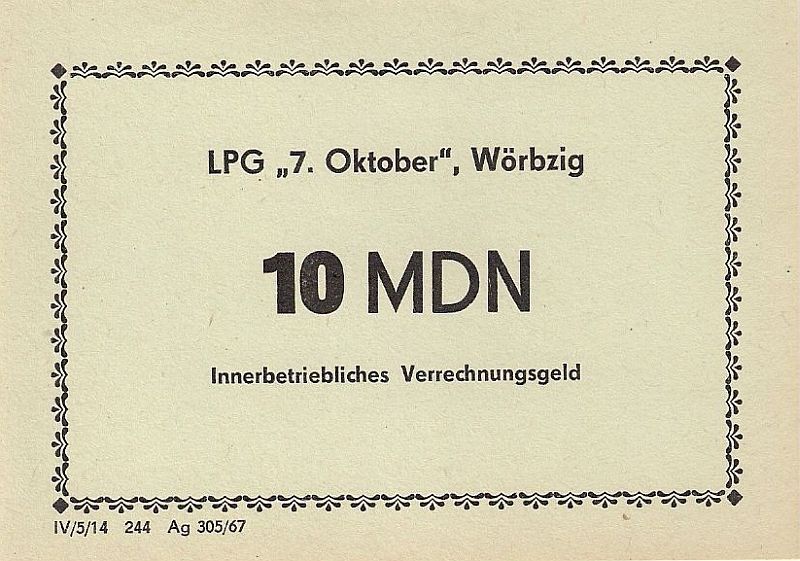 LPG „7. Oktober“, Wörbzig
10 MDN
Innerbetriebliches Verrechnungsgeld
IV/5/14 244 Ag 305/67